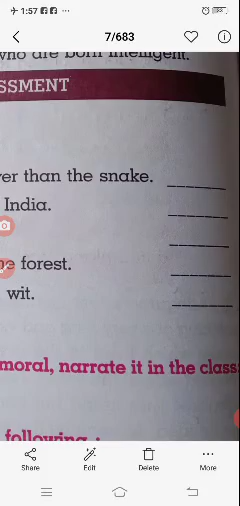 1:57
7/683
who are born intelligent.
SSMENT
er than the snake.
India.
e forest.
wit.
moral, narrate it in the class
following :
Share Edit Delete More